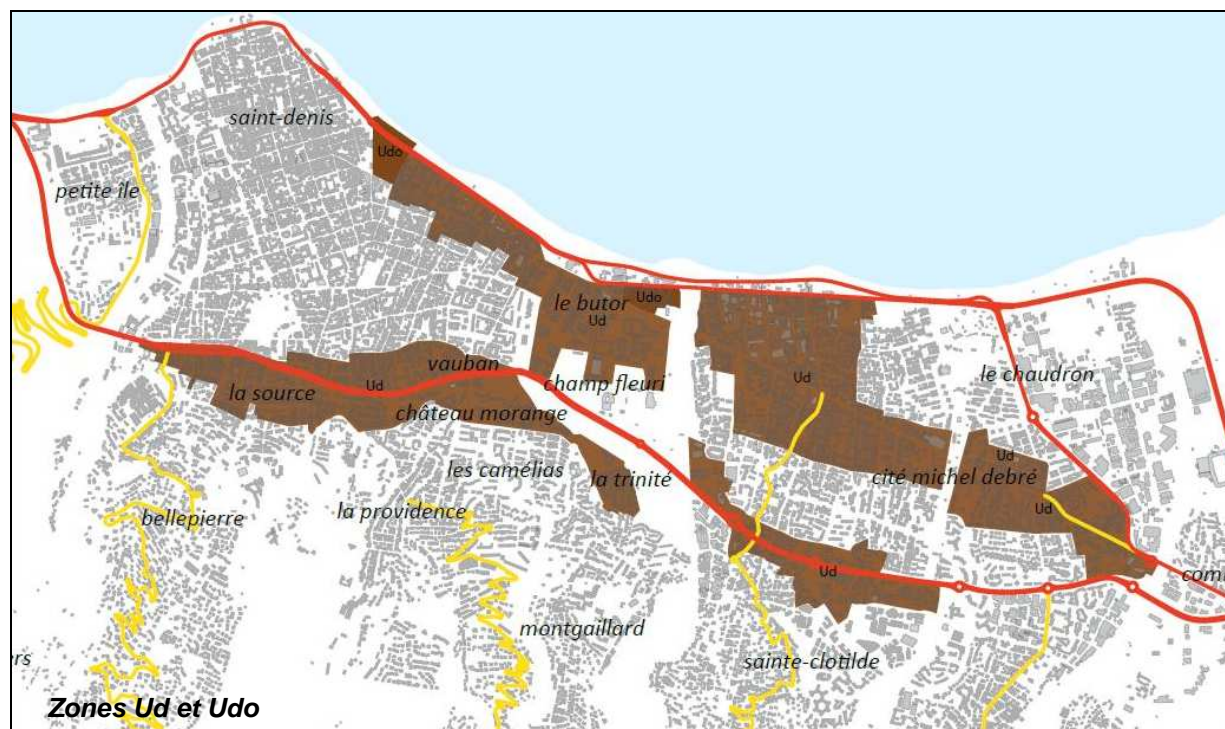 saint-denis
Udo
petite île
le butor
Udo
Ud
vauban
Ud
la source
champ fleuri
Ud
le chaudron
château morange
Ud
les camélias
la trinité
cité michel debré
la providence
Ud
bellepierre
Ud
montgaillard
sainte-clotilde
Zones Ud et Udo